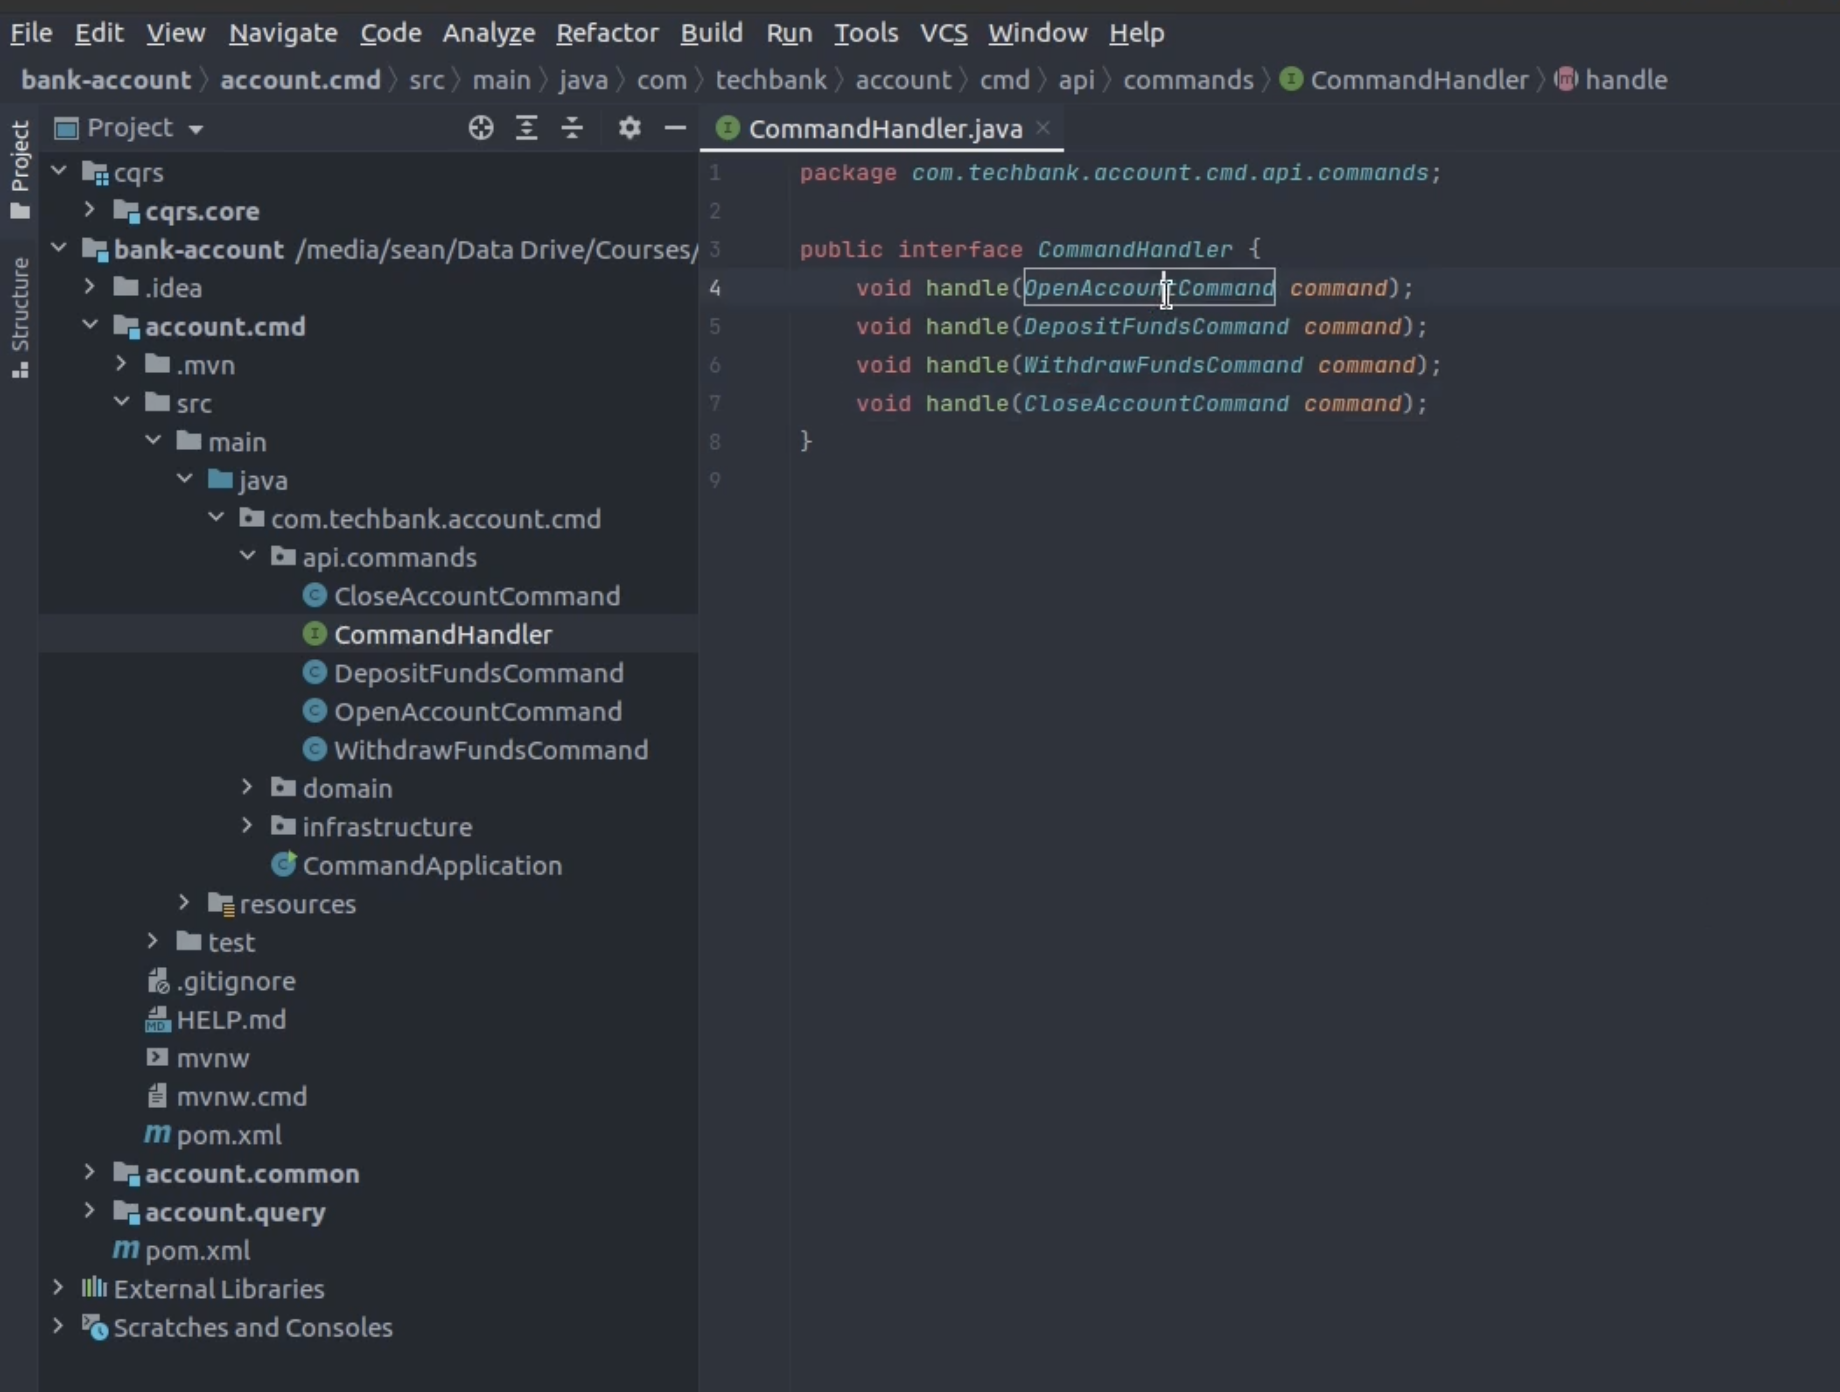 File Edit View Navigate Code Analyze Refactor Build Run Tools VCS Window Help
bank-account account.cmd src main java com techbank account cmd api commands I CommandHandler m handle
Project
Structure
Project
cqrs
cqrs.core
bank-account /media/sean/Data Drive/Courses/
.idea
account.cmd
.mvn
src
main
java
com.techbank.account.cmd
api.commands
C CloseAccountCommand
I CommandHandler
C DepositFundsCommand
C OpenAccountCommand
C WithdrawFundsCommand
domain
infrastructure
C CommandApplication
resources
test
.gitignore
MD HELP.md
mvnw
mvnw.cmd
m pom.xml
account.common
account.query
m pom.xml
External Libraries
Scratches and Consoles
I CommandHandler.java
1 package com.techbank.account.cmd.api.commands;
2
3 public interface CommandHandler {
4 void handle(OpenAccountCommand command);
5 void handle(DepositFundsCommand command);
6 void handle(WithdrawFundsCommand command);
7 void handle(CloseAccountCommand command);
8 }
9